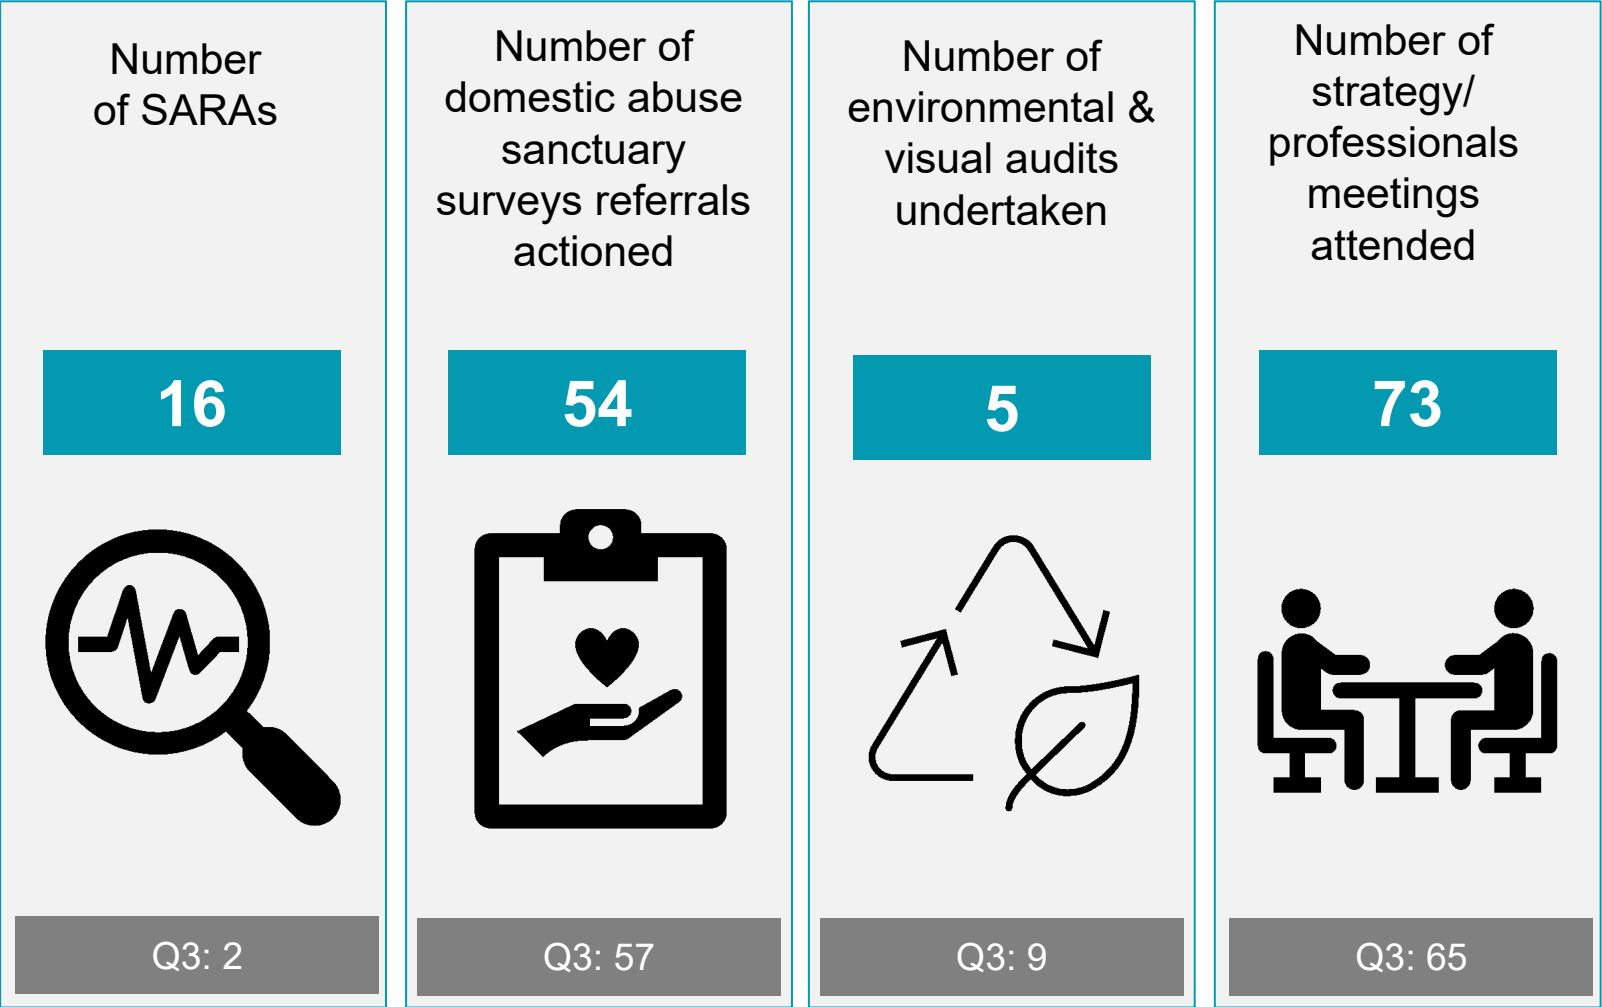 Number
of SARAs
16
Q3: 2
Number of
domestic abuse
sanctuary
surveys referrals
actioned
54
Q3: 57
Number of
environmental &
visual audits
undertaken
5
Q3: 9
Number of
strategy/
professionals
meetings
attended
73
Q3: 65